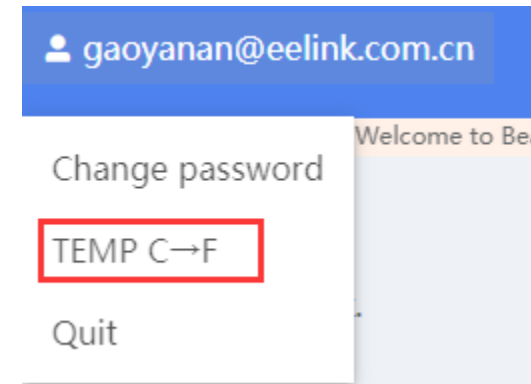 gaoyanan@eelink.com.cn
Welcome to Be
Change password
TEMP C→F
Quit